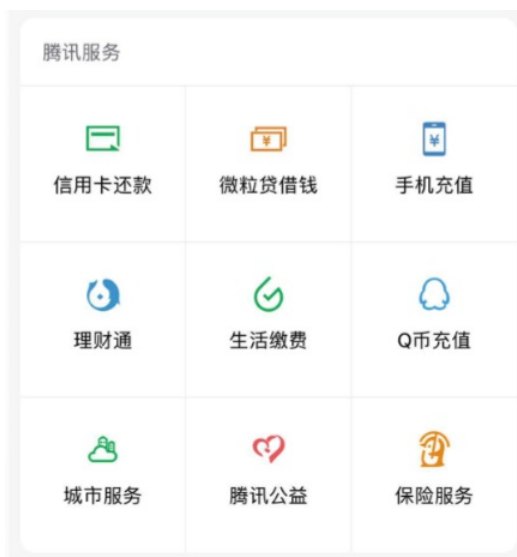 腾讯服务
信用卡还款
微粒贷借钱
手机充值
理财通
生活缴费
Q币充值
城市服务
腾讯公益
保险服务